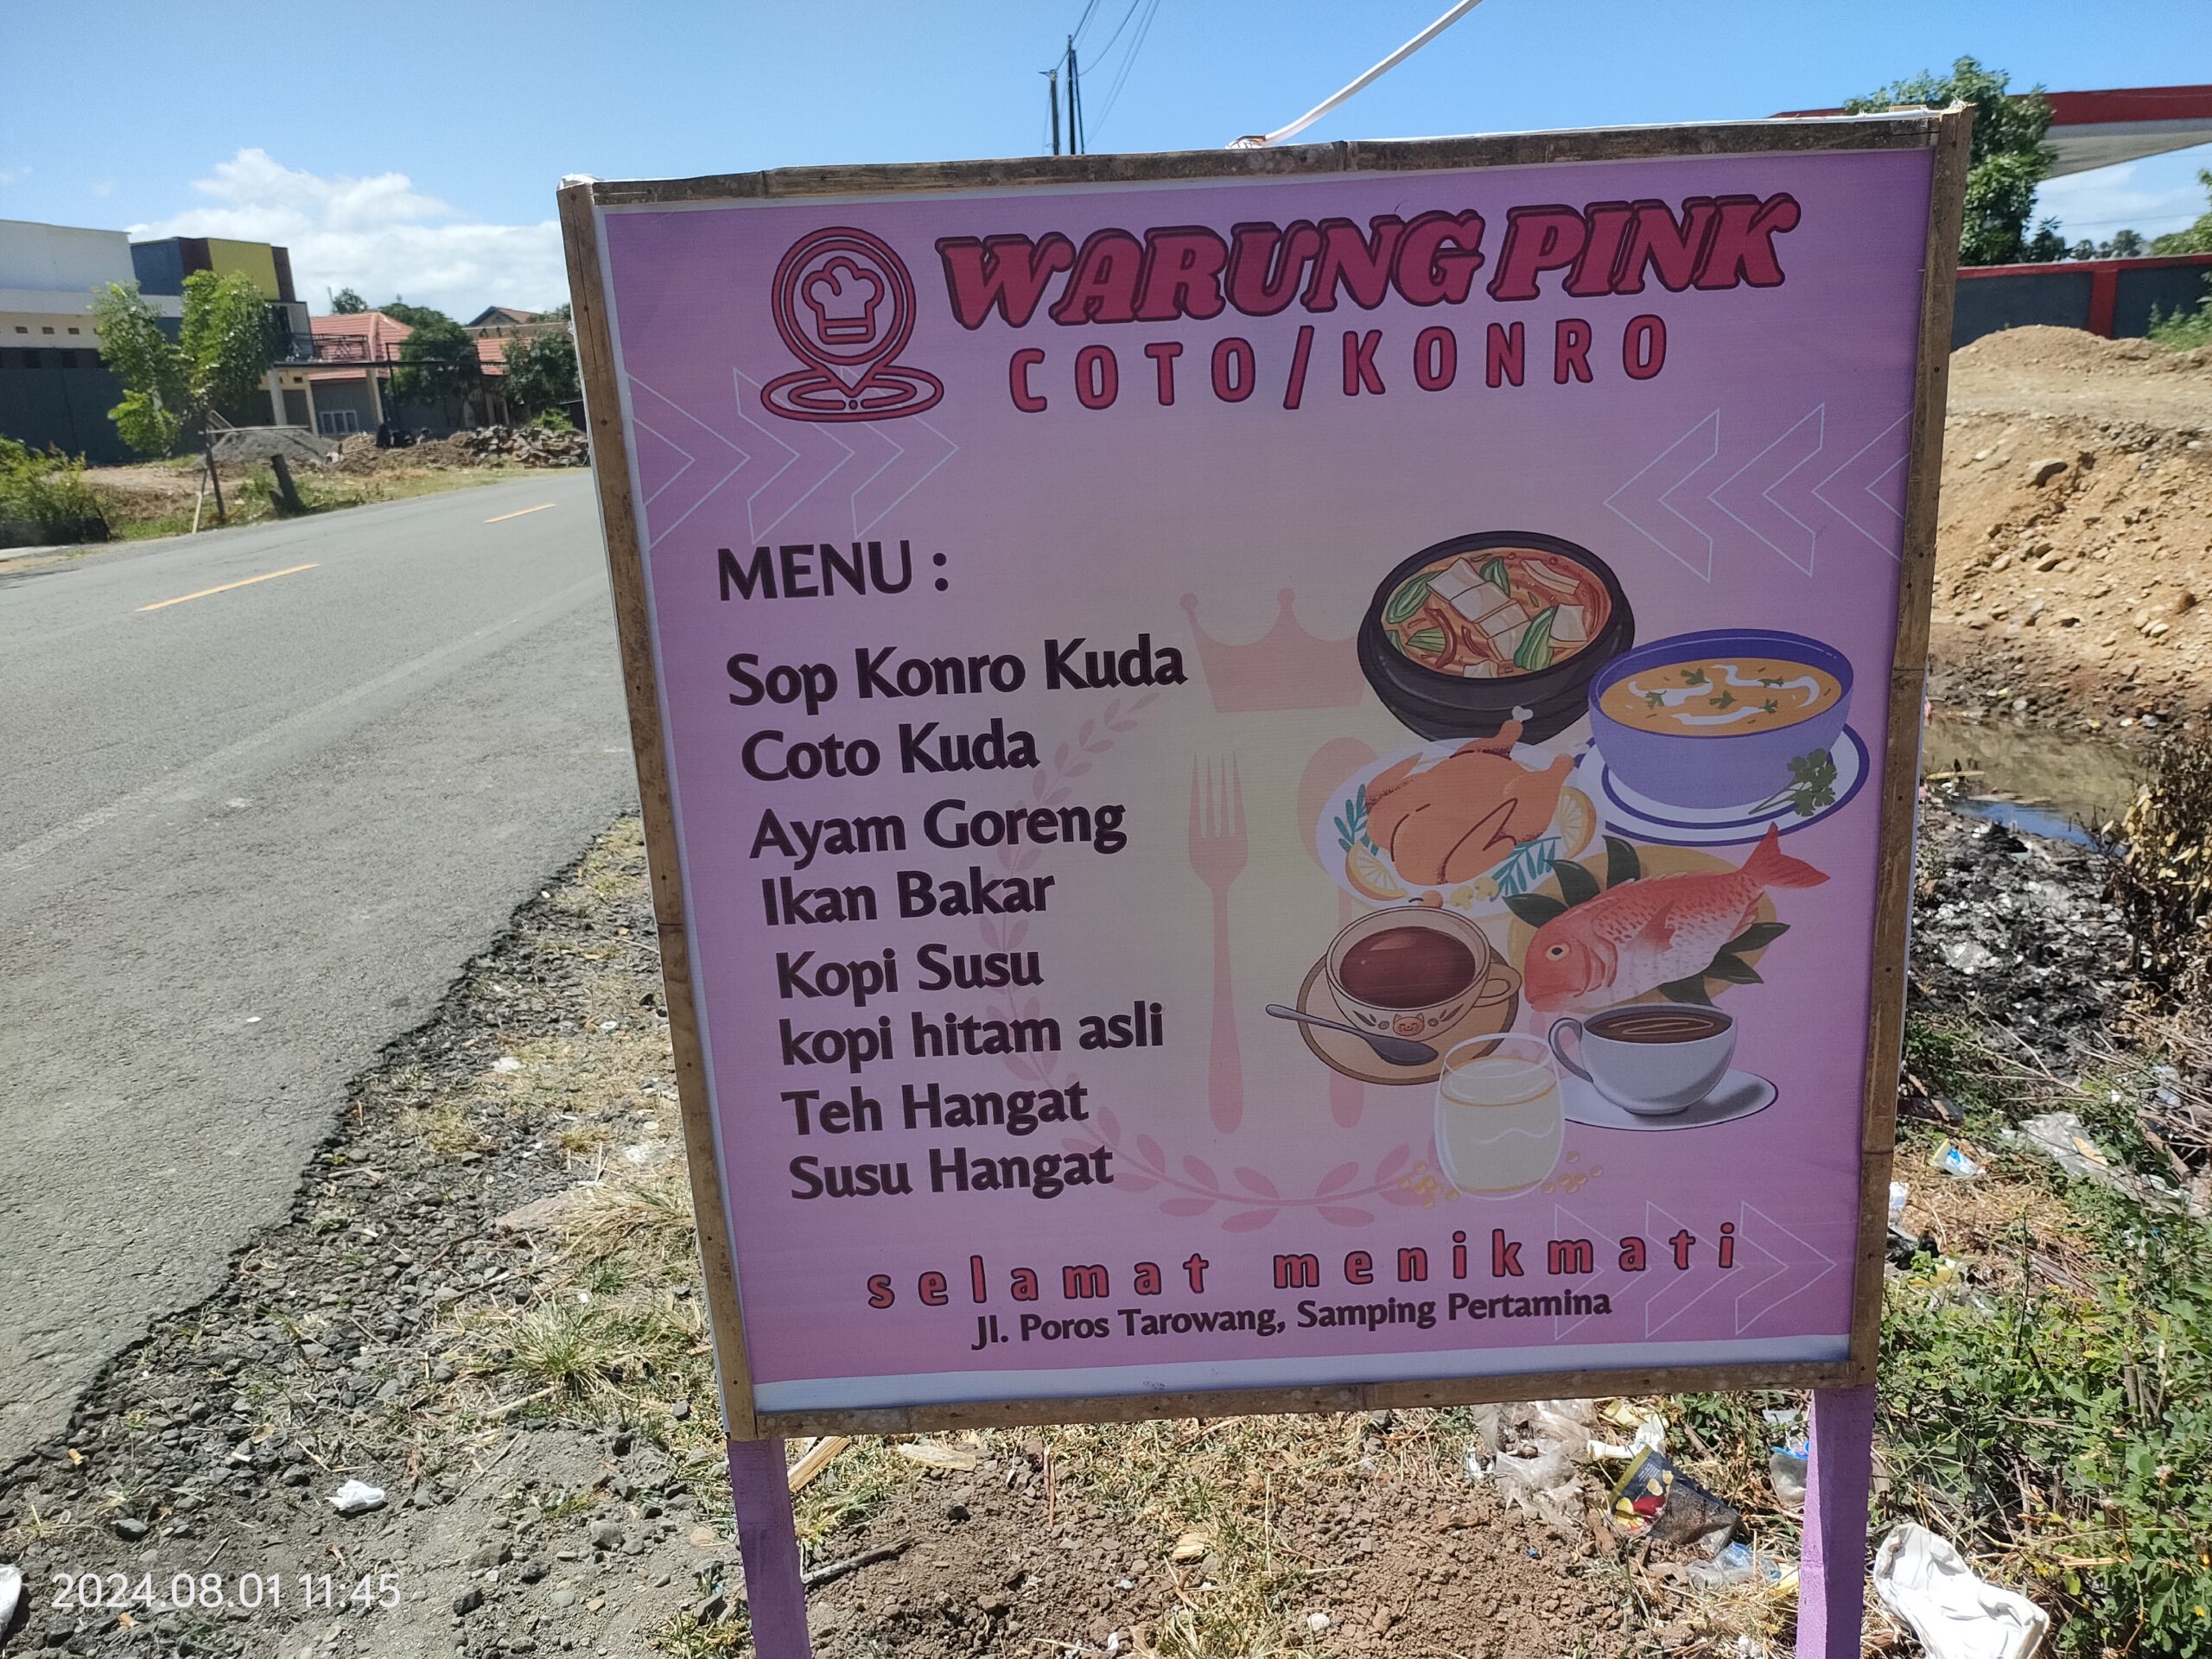 WARUNG PINK
COTO/KONRO
MENU :
Sop Konro Kuda
Coto Kuda
Ayam Goreng
Ikan Bakar
Kopi Susu
kopi hitam asli
Teh Hangat
Susu Hangat
selamat menikmati
Jl. Poros Tarowang, Samping Pertamina
2024.08.01 11:45